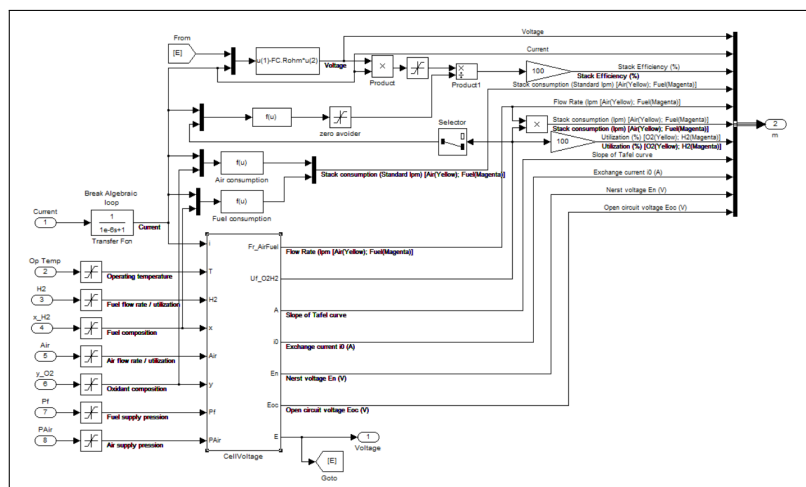 Voltage
From
Current
[E]
u(1)-FC.Rohm*u(2)
Voltage
×
Product
×
÷
Product1
100
Stack Efficiency (%)
Stack Efficiency (%)
Stack consumption (Standard lpm) [Air(Yellow); Fuel(Magenta)]
f(u)
zero avoider
Flow Rate (lpm [Air(Yellow); Fuel(Magenta)]
Selector
×
Stack consumption (lpm) [Air(Yellow); Fuel(Magenta)]
Stack consumption (lpm) [Air(Yellow); Fuel(Magenta)]
2
m
100
Utilization (%) [O2(Yellow); H2(Magenta)]
Utilization (%) [O2(Yellow); H2(Magenta)]
Slope of Tafel curve
f(u)
Air consumption
Stack consumption (Standard lpm) [Air(Yellow); Fuel(Magenta)]
Exchange current i0 (A)
f(u)
Fuel consumption
Nerst voltage En (V)
Open circuit voltage Eoc (V)
Break Algebraic
loop
Current
1
1
1e-6s+1
Transfer Fcn
Current
i
Fr_AirFuel
Flow Rate (lpm [Air(Yellow); Fuel(Magenta)]
Op Temp
2
Operating temperature
T
Uf_O2H2
H2
3
Fuel flow rate / utilization
H2
A
Slope of Tafel curve
x_H2
4
Fuel composition
x
i0
Exchange current i0 (A)
Air
5
Air flow rate / utilization
Air
En
Nerst voltage En (V)
y_O2
6
Oxidant composition
y
Eoc
Open circuit voltage Eoc (V)
Pf
7
Fuel supply pression
Pf
E
1
Voltage
PAir
8
Air supply pression
PAir
CellVoltage
[E]
Goto